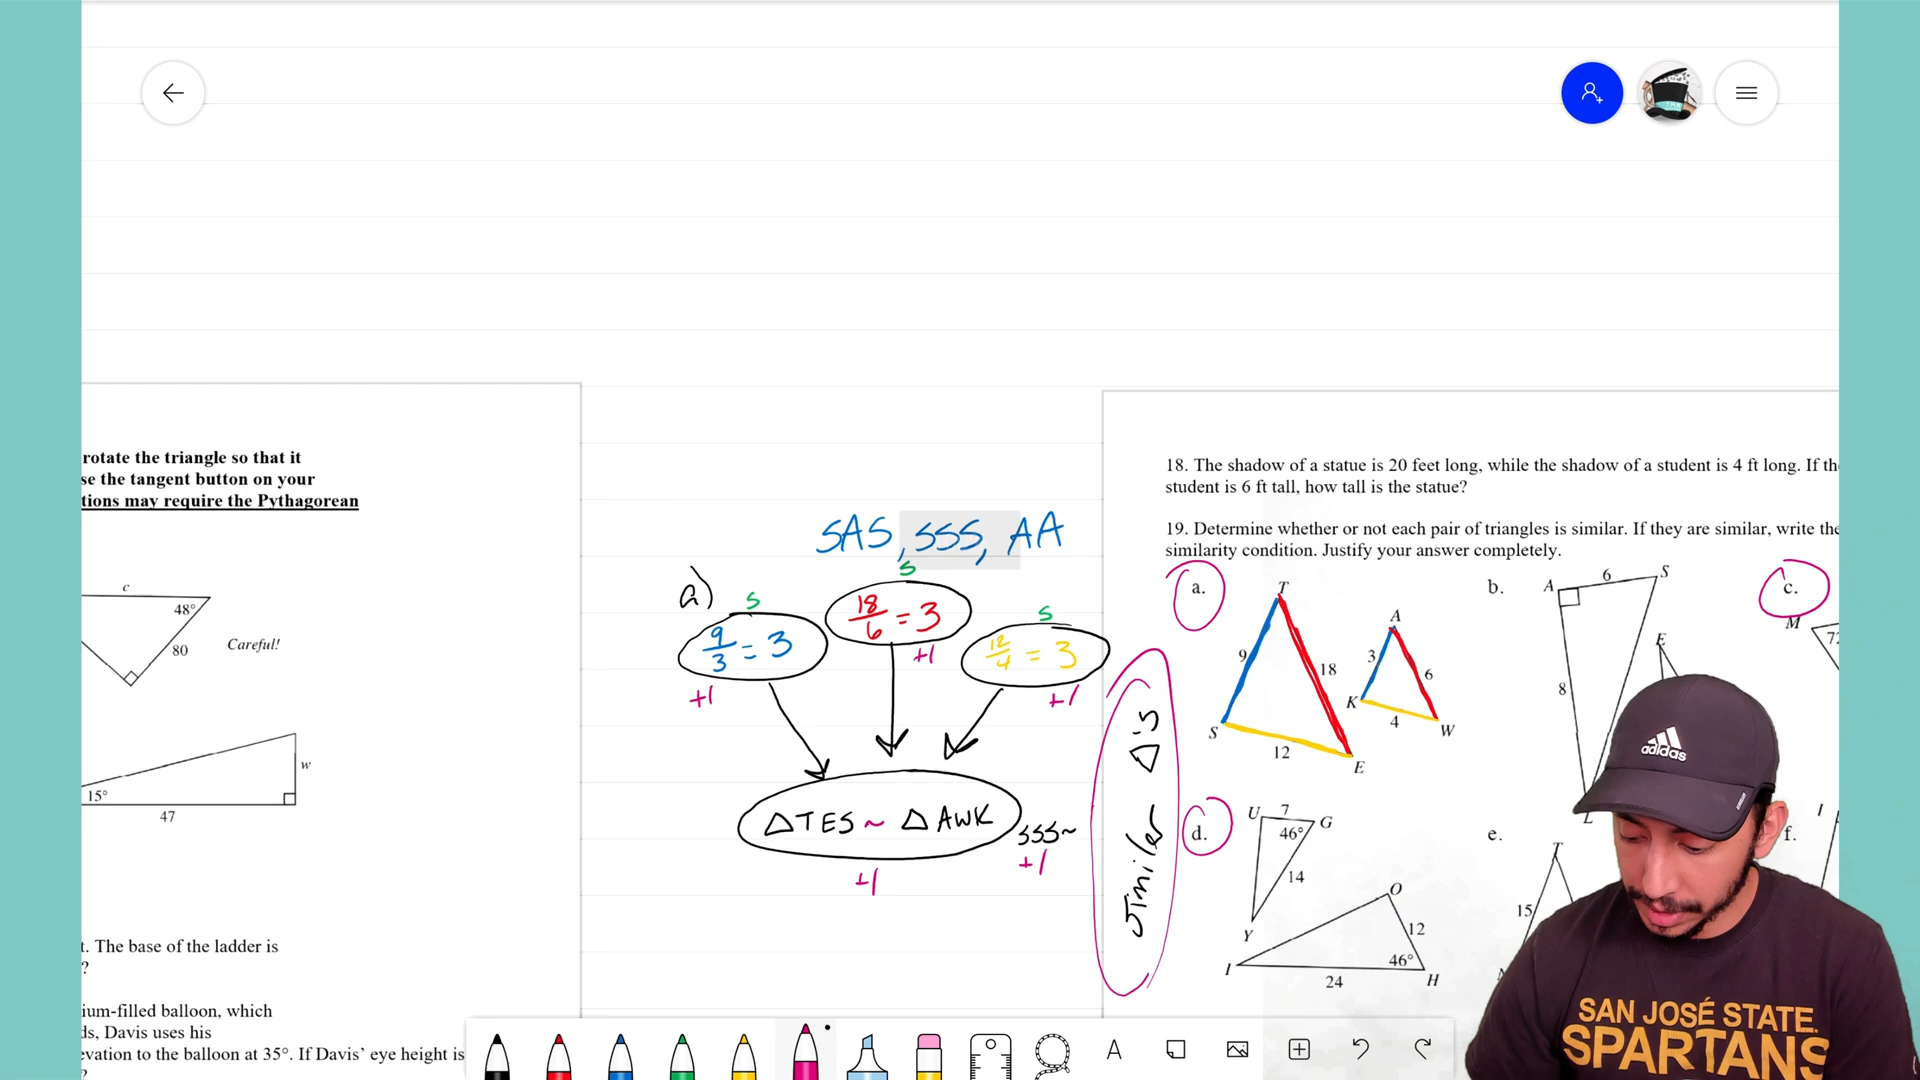 rotate the triangle so that it
se the tangent button on your
tions may require the Pythagorean
c
48°
80
Careful!
w
15°
47
t. The base of the ladder is
?
ium-filled balloon, which
ds, Davis uses his
evation to the balloon at 35°. If Davis' eye height is
?
SAS, SSS, AA
a)
S
9/3 = 3
+1
S
18/6 = 3
+1
S
12/4 = 3
+1
△TES ~ △AWK
SSS~
+1
+1
Similar △'s
18. The shadow of a statue is 20 feet long, while the shadow of a student is 4 ft long. If th
student is 6 ft tall, how tall is the statue?
19. Determine whether or not each pair of triangles is similar. If they are similar, write the
similarity condition. Justify your answer completely.
a.
T
9
18
S
12
E
A
3
6
K
4
W
b.
A
6
S
8
E
L
c.
M
72
d.
U
7
G
46°
14
Y
O
12
46°
I
24
H
e.
T
15
f.
I
A
adidas
SAN JOSÉ STATE
SPARTANS